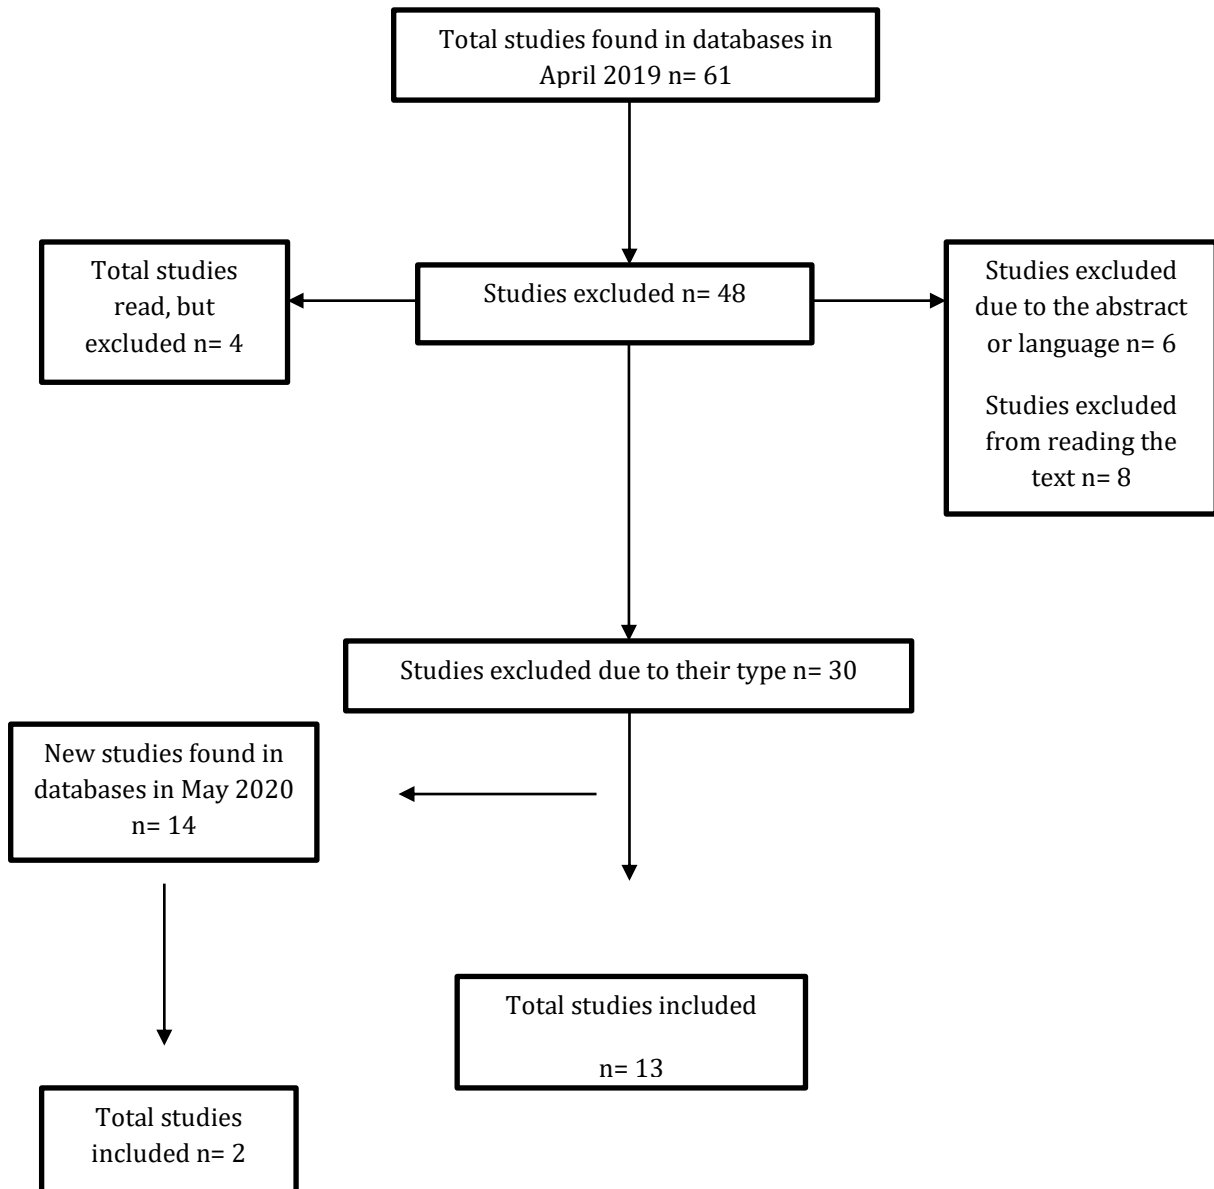 Total studies found in databases in
April 2019 n= 61
Total studies
read, but
excluded n= 4
Studies excluded n= 48
Studies excluded
due to the abstract
or language n= 6
Studies excluded
from reading the
text n= 8
Studies excluded due to their type n= 30
New studies found in
databases in May 2020
n= 14
Total studies included
n= 13
Total studies
included n= 2